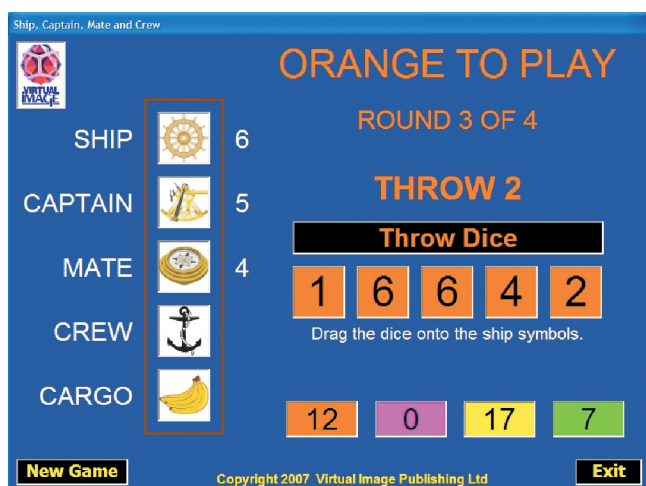 Ship, Captain, Mate and Crew
VIRTUAL
IMAGE
ORANGE TO PLAY
ROUND 3 OF 4
SHIP 6
CAPTAIN 5
THROW 2
Throw Dice
MATE 4
1 6 6 4 2
CREW
Drag the dice onto the ship symbols.
CARGO
12 0 17 7
New Game
Copyright 2007 Virtual Image Publishing Ltd
Exit